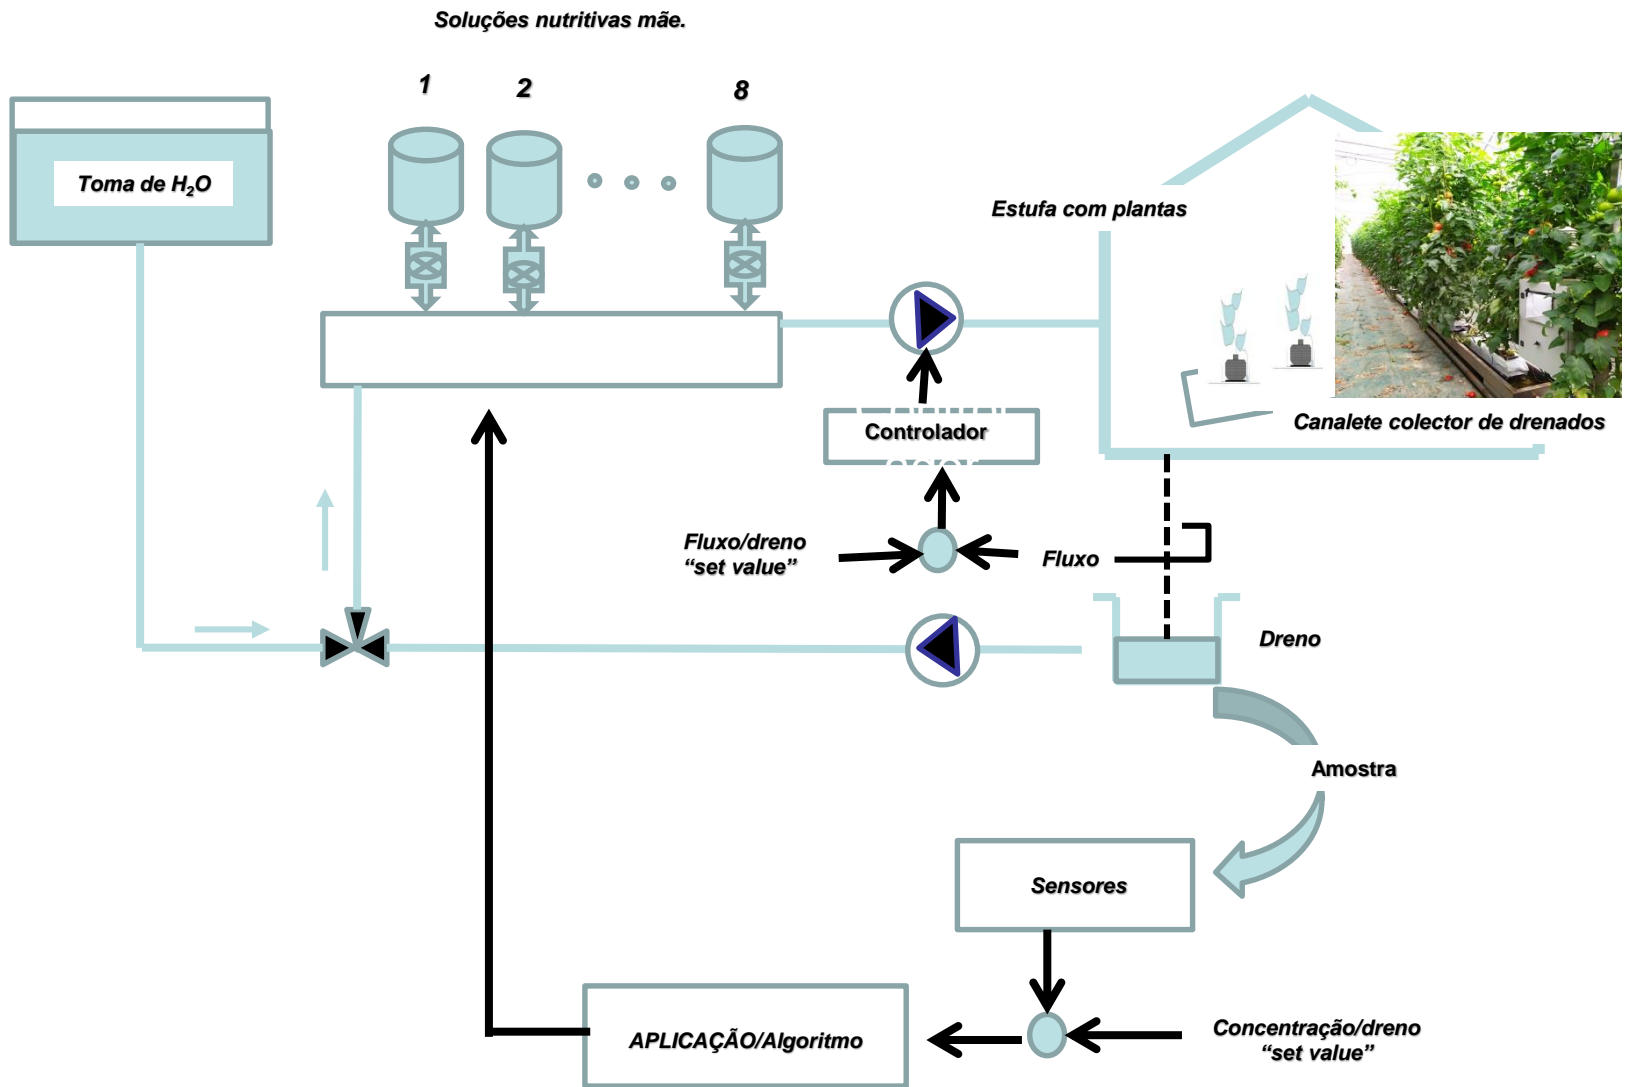 Soluções nutritivas mãe.
1
2
8
Toma de H₂O
Estufa com plantas
Canalete colector de drenados
Controlador
Fluxo/dreno
“set value”
Fluxo
Dreno
Amostra
Sensores
APLICAÇÃO/Algoritmo
Concentração/dreno
“set value”